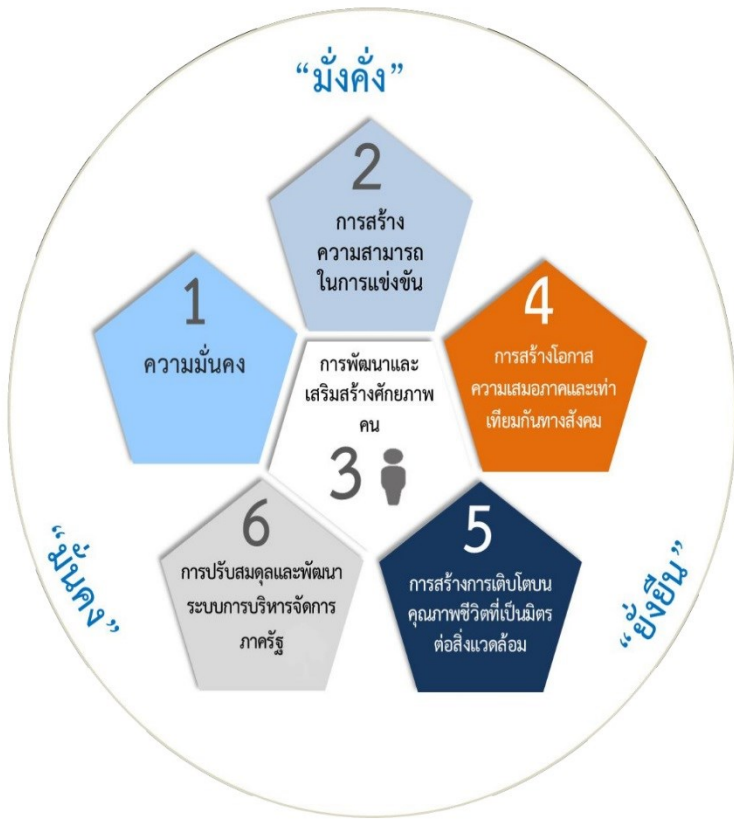 “มั่งคั่ง”
2
การสร้าง
ความสามารถ
ในการแข่งขัน
1
ความมั่นคง
4
การสร้างโอกาส
ความเสมอภาคและเท่า
เทียมกันทางสังคม
การพัฒนาและ
เสริมสร้างศักยภาพ
คน
3
6
การปรับสมดุลและพัฒนา
ระบบการบริหารจัดการ
ภาครัฐ
5
การสร้างการเติบโตบน
คุณภาพชีวิตที่เป็นมิตร
ต่อสิ่งแวดล้อม
“มั่นคง”
“ยั่งยืน”